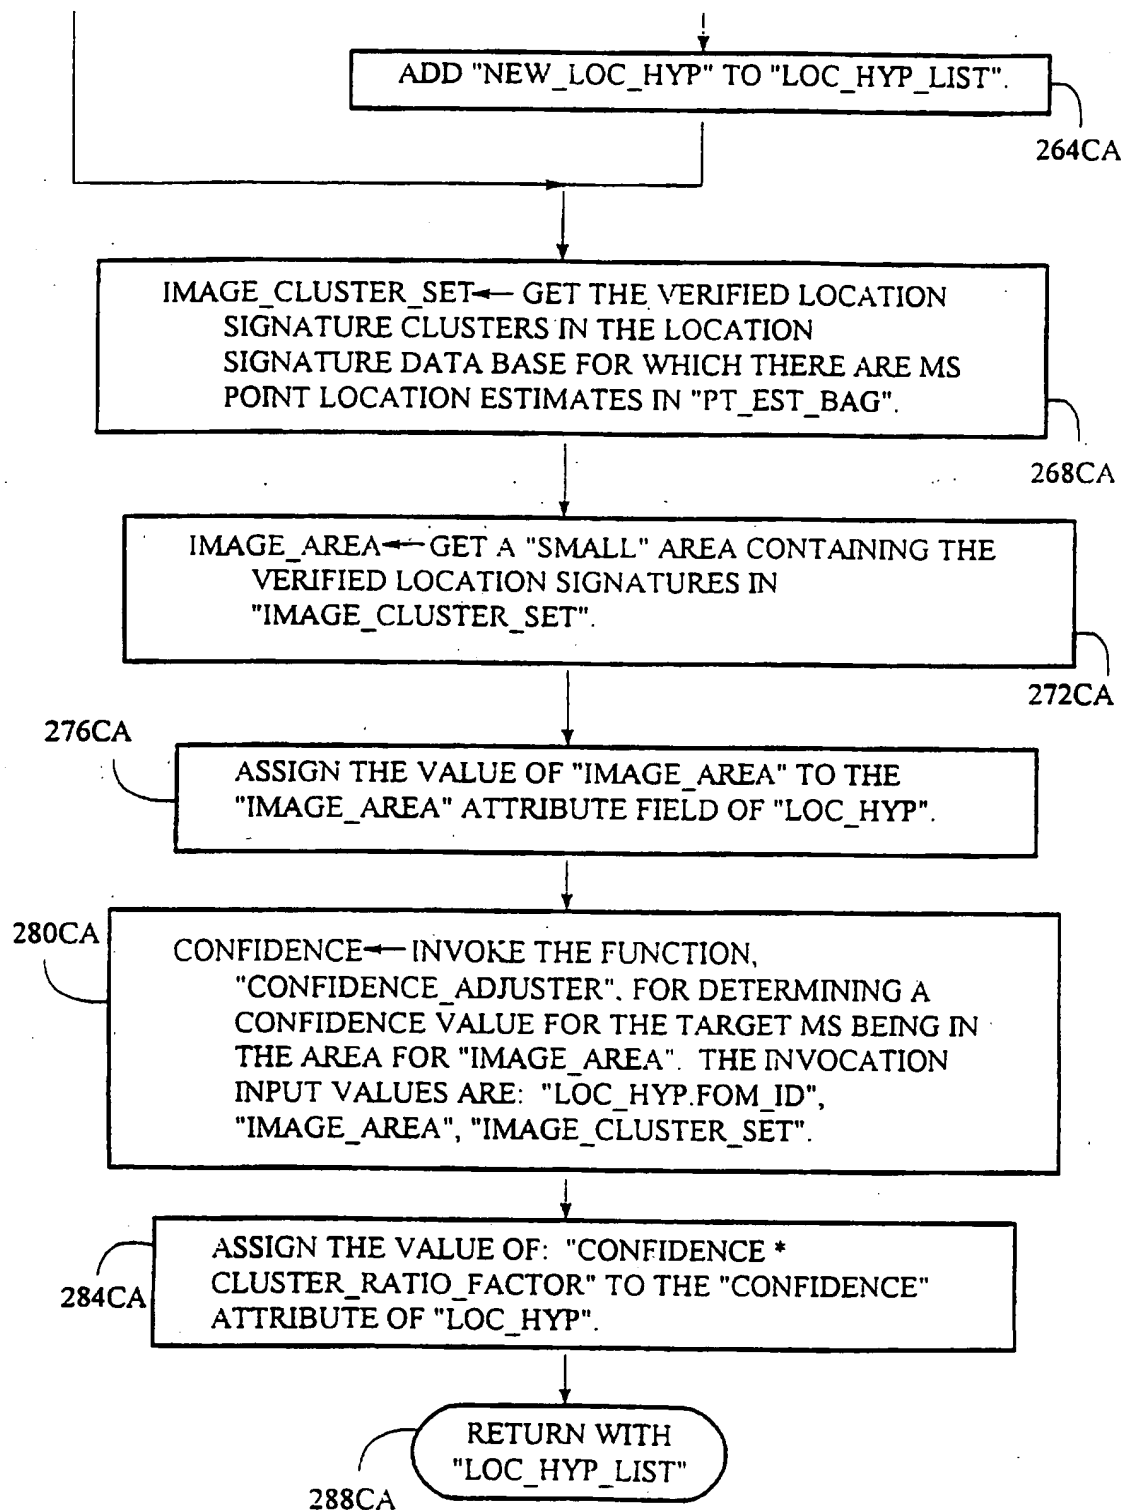 ADD "NEW_LOC_HYP" TO "LOC_HYP_LIST".
264CA
IMAGE_CLUSTER_SET← GET THE VERIFIED LOCATION
SIGNATURE CLUSTERS IN THE LOCATION
SIGNATURE DATA BASE FOR WHICH THERE ARE MS
POINT LOCATION ESTIMATES IN "PT_EST_BAG".
268CA
IMAGE_AREA← GET A "SMALL" AREA CONTAINING THE
VERIFIED LOCATION SIGNATURES IN
"IMAGE_CLUSTER_SET".
272CA
276CA
ASSIGN THE VALUE OF "IMAGE_AREA" TO THE
"IMAGE_AREA" ATTRIBUTE FIELD OF "LOC_HYP".
280CA
CONFIDENCE← INVOKE THE FUNCTION,
"CONFIDENCE_ADJUSTER". FOR DETERMINING A
CONFIDENCE VALUE FOR THE TARGET MS BEING IN
THE AREA FOR "IMAGE_AREA". THE INVOCATION
INPUT VALUES ARE: "LOC_HYP.FOM_ID",
"IMAGE_AREA", "IMAGE_CLUSTER_SET".
ASSIGN THE VALUE OF: "CONFIDENCE *
CLUSTER_RATIO_FACTOR" TO THE "CONFIDENCE"
ATTRIBUTE OF "LOC_HYP".
284CA
RETURN WITH
"LOC_HYP_LIST"
288CA